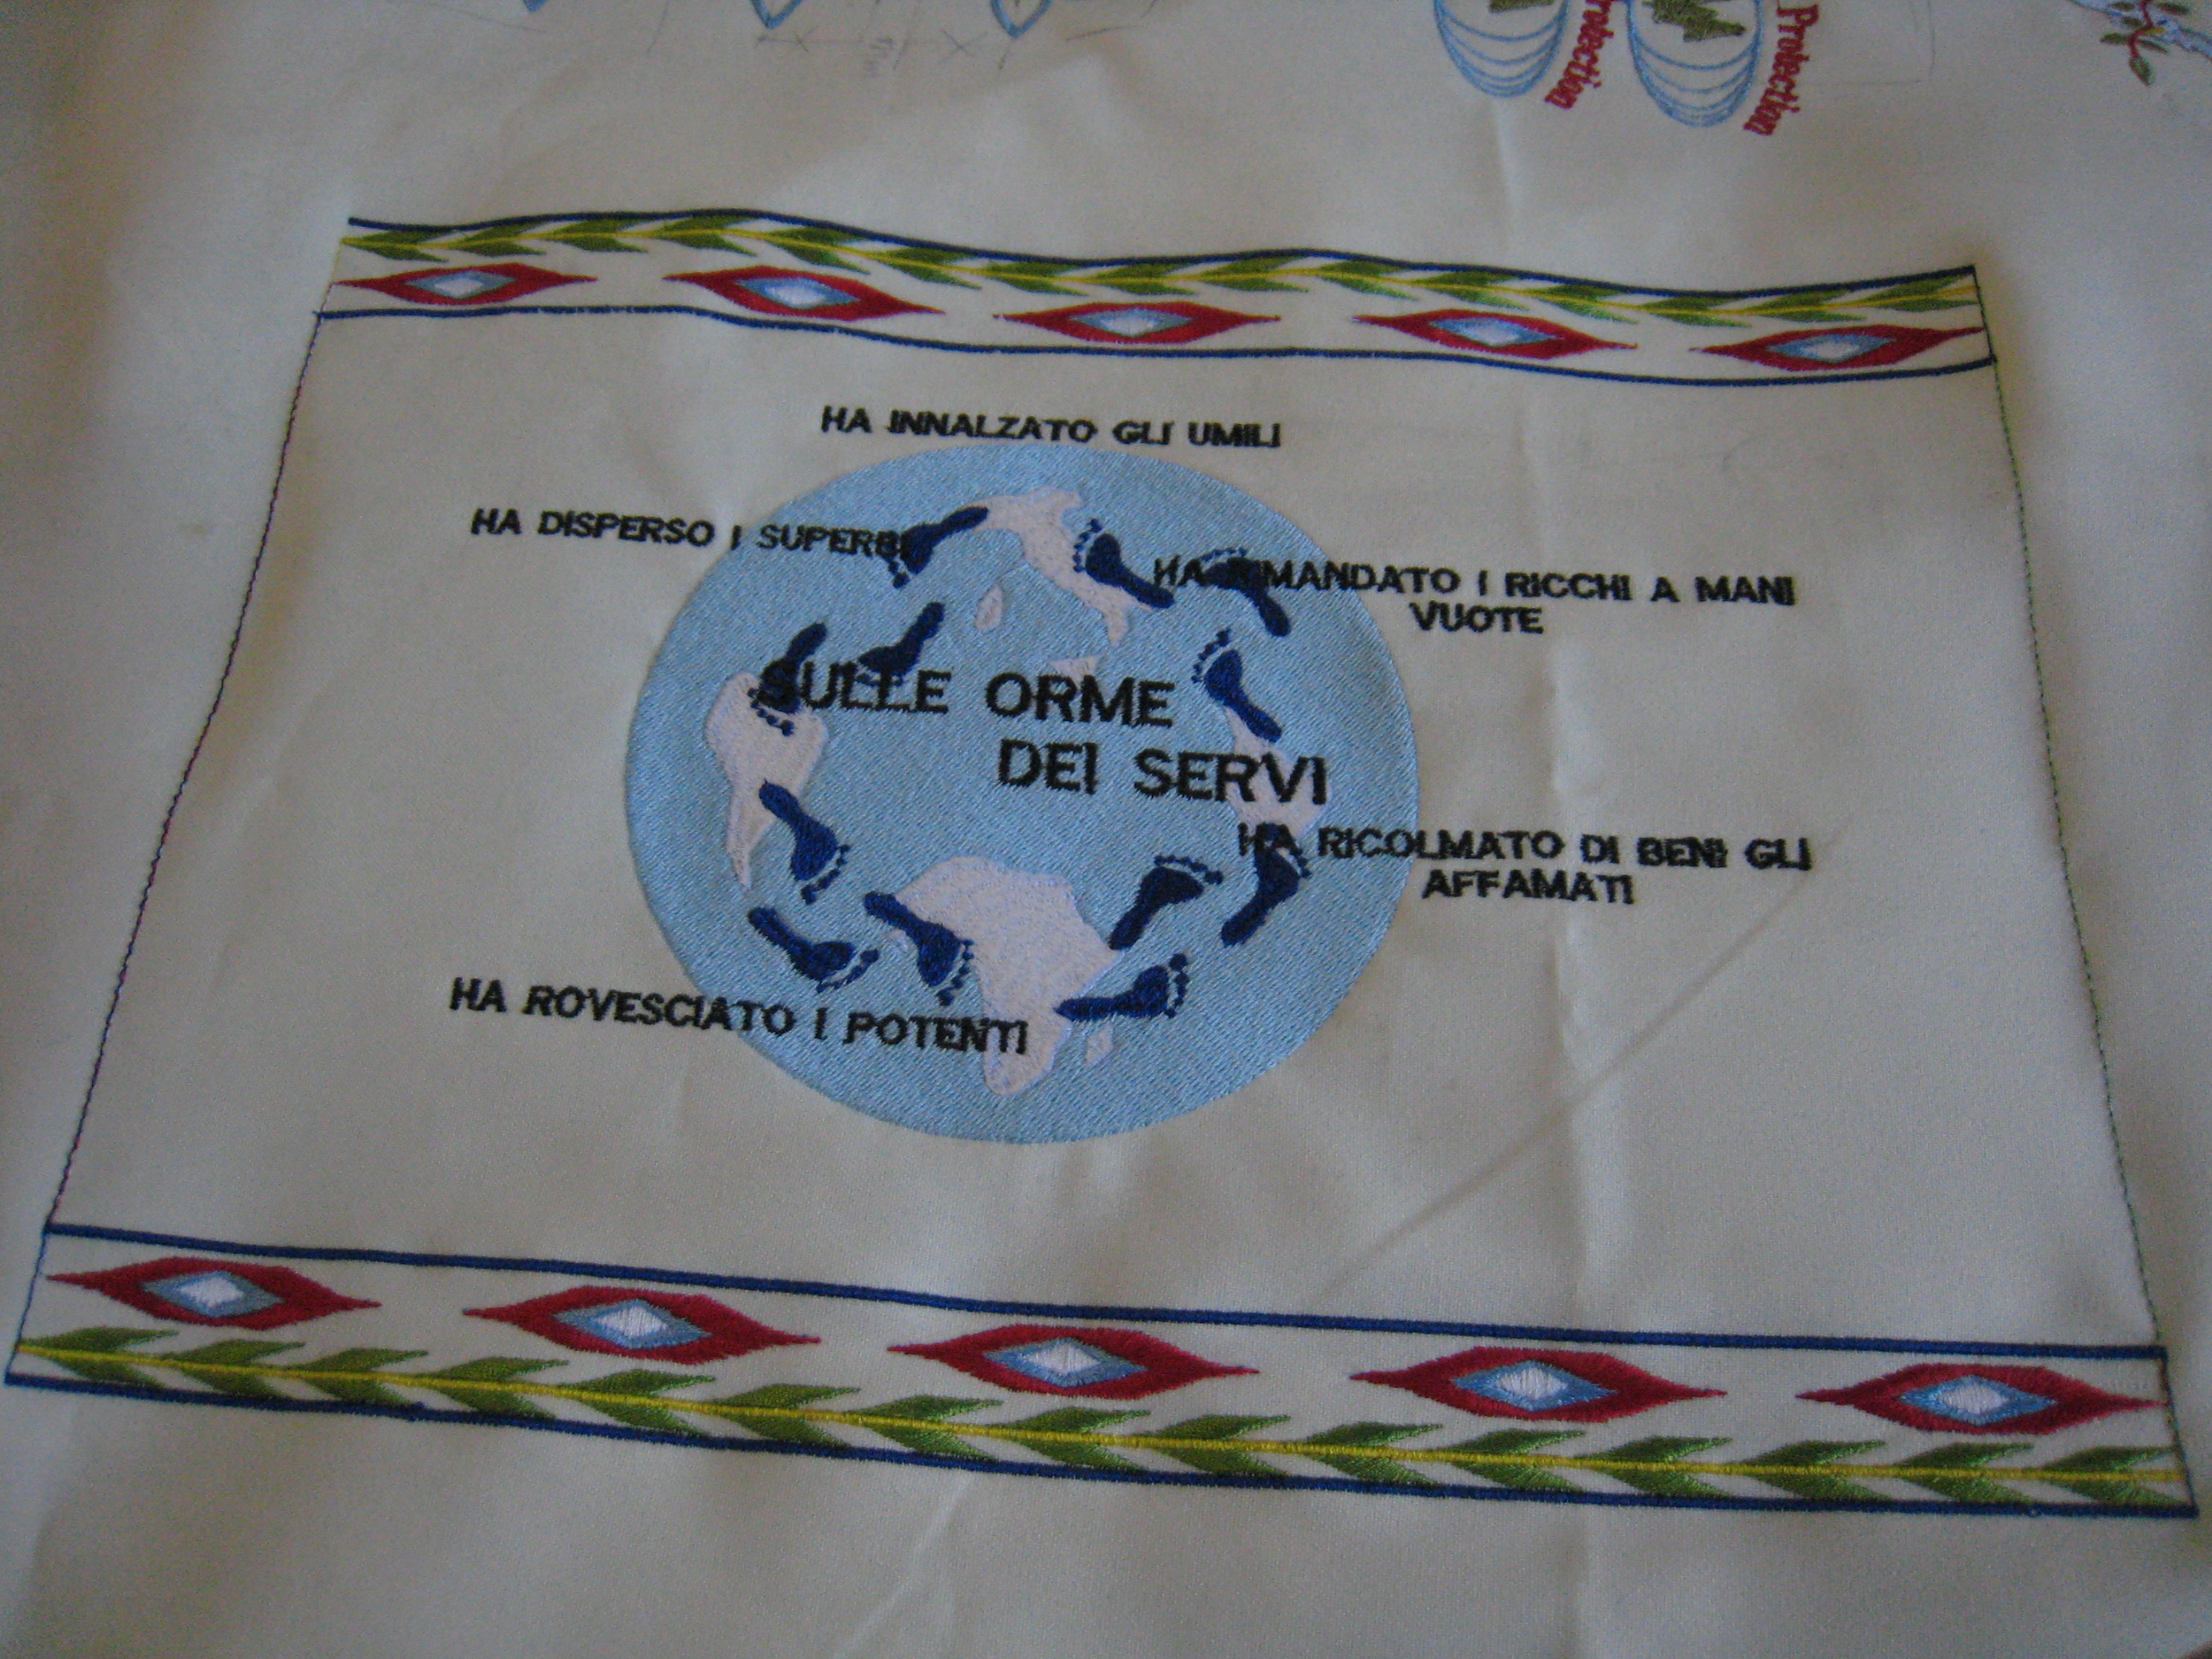 Protection
Protection
HA INNALZATO GLI UMILI
HA DISPERSO I SUPERBI
HA RIMANDATO I RICCHI A MANI
VUOTE
SULLE ORME
DEI SERVI
HA RICOLMATO DI BENI GLI
AFFAMATI
HA ROVESCIATO I POTENTI